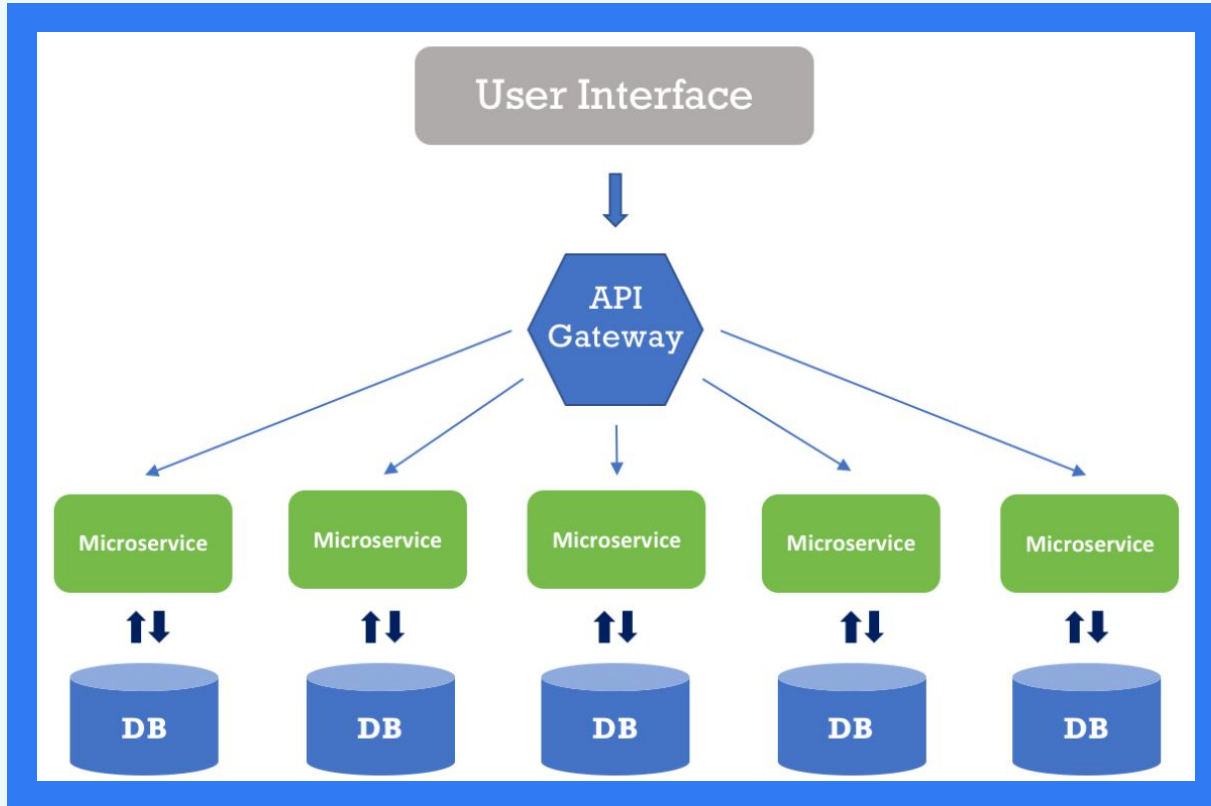 User Interface
API
Gateway
Microservice
Microservice
Microservice
Microservice
Microservice
DB
DB
DB
DB
DB